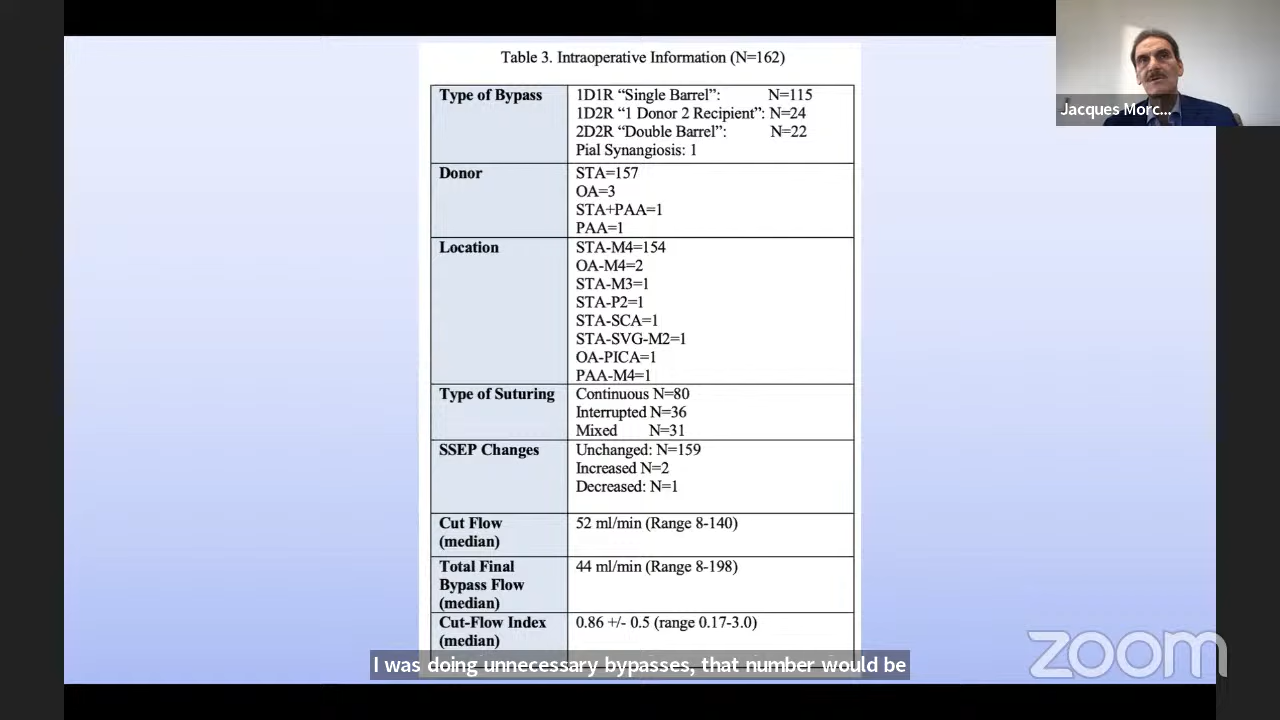 Table 3. Intraoperative Information (N=162)
Type of Bypass
1D1R “Single Barrel”: N=115
1D2R “1 Donor 2 Recipient”: N=24
2D2R “Double Barrel”: N=22
Pial Synangiosis: 1
Donor
STA=157
OA=3
STA+PAA=1
PAA=1
Location
STA-M4=154
OA-M4=2
STA-M3=1
STA-P2=1
STA-SCA=1
STA-SVG-M2=1
OA-PICA=1
PAA-M4=1
Type of Suturing
Continuous N=80
Interrupted N=36
Mixed N=31
SSEP Changes
Unchanged: N=159
Increased N=2
Decreased: N=1
Cut Flow
(median)
52 ml/min (Range 8-140)
Total Final
Bypass Flow
(median)
44 ml/min (Range 8-198)
Cut-Flow Index
(median)
0.86 +/- 0.5 (range 0.17-3.0)
Jacques Morc...
I was doing unnecessary bypasses, that number would be
zoom